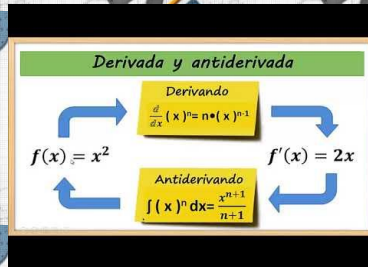 Derivada y antiderivada
Derivando
d/dx ( x )ⁿ= n•( x )ⁿ⁻¹
f(x) = x²
f′(x) = 2x
Antiderivando
∫( x )ⁿ dx= xⁿ⁺¹/n+1